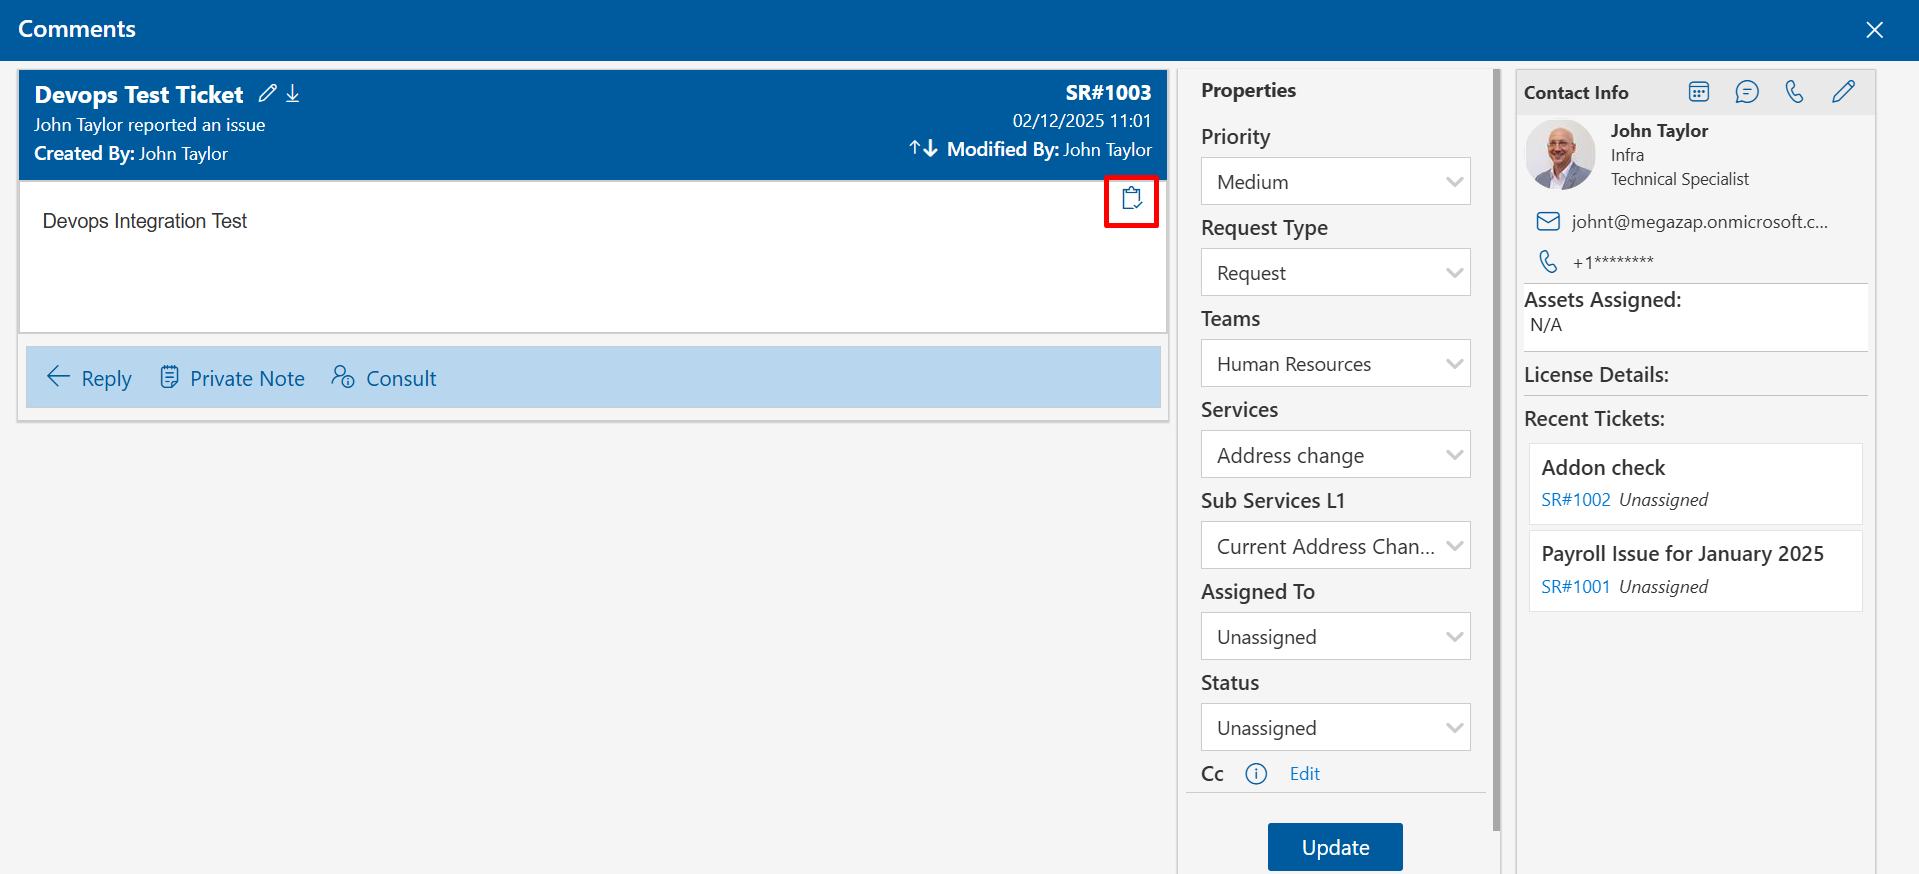 Comments
Devops Test Ticket
SR#1003
John Taylor reported an issue
02/12/2025 11:01
Created By: John Taylor
Modified By: John Taylor
Devops Integration Test
Reply
Private Note
Consult
Properties
Priority
Medium
Request Type
Request
Teams
Human Resources
Services
Address change
Sub Services L1
Current Address Chan...
Assigned To
Unassigned
Status
Unassigned
Cc
Edit
Update
Contact Info
John Taylor
Infra
Technical Specialist
johnt@megazap.onmicrosoft.c...
+1********
Assets Assigned:
N/A
License Details:
Recent Tickets:
Addon check
SR#1002 Unassigned
Payroll Issue for January 2025
SR#1001 Unassigned